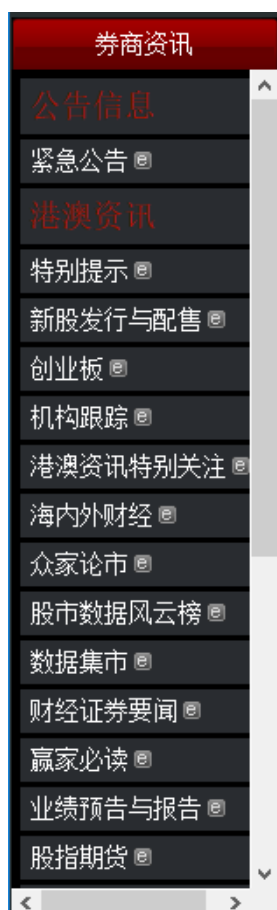 券商资讯
公告信息
紧急公告
港澳资讯
特别提示
新股发行与配售
创业板
机构跟踪
港澳资讯特别关注
海内外财经
众家论市
股市数据风云榜
数据集市
财经证券要闻
赢家必读
业绩预告与报告
股指期货